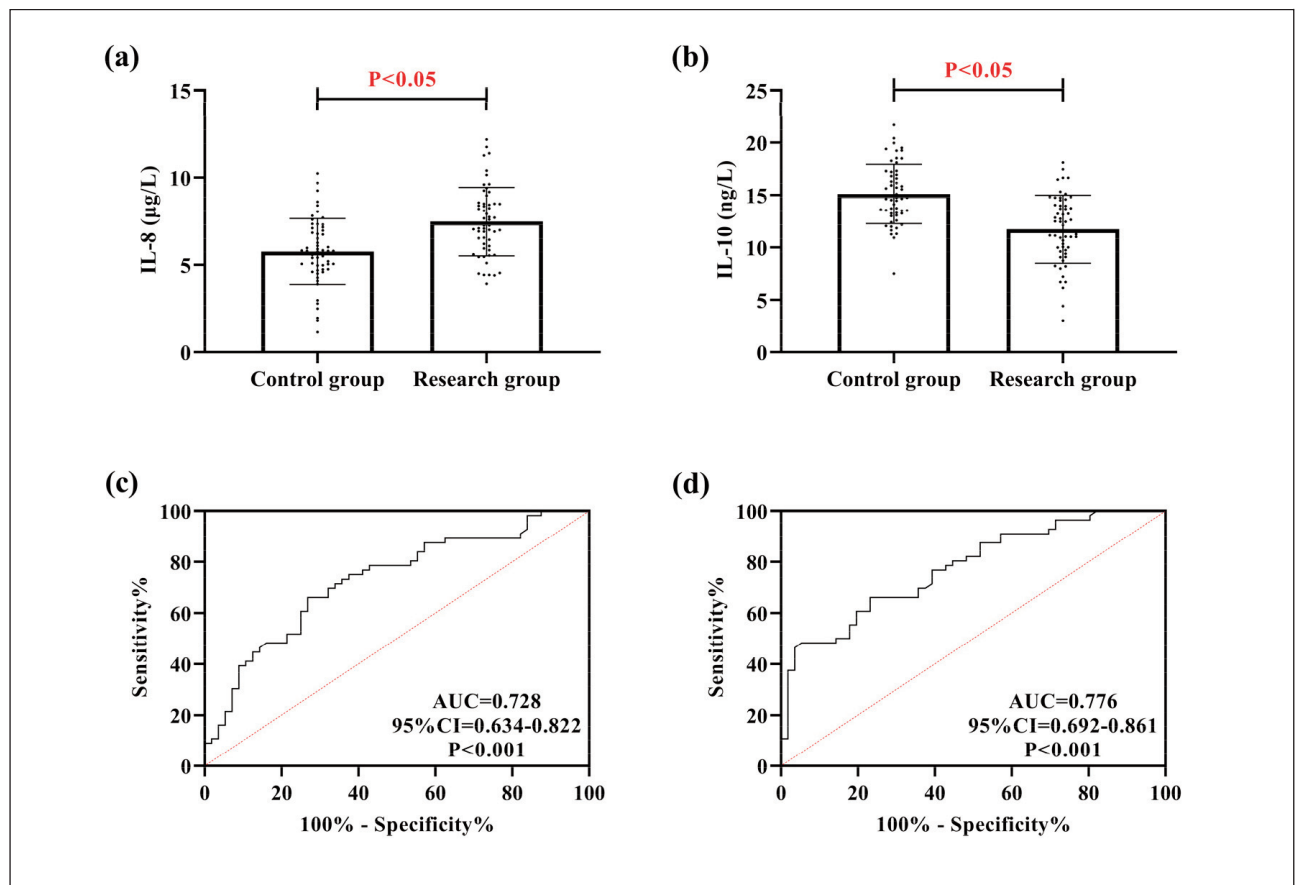 (a)
P<0.05
15
10
5
0
IL-8 (µg/L)
Control group
Research group
(b)
P<0.05
25
20
15
10
5
0
IL-10 (ng/L)
Control group
Research group
(c)
100
80
60
40
20
0
Sensitivity%
AUC=0.728
95%CI=0.634-0.822
P<0.001
0 20 40 60 80 100
100% - Specificity%
(d)
100
80
60
40
20
0
Sensitivity%
AUC=0.776
95%CI=0.692-0.861
P<0.001
0 20 40 60 80 100
100% - Specificity%